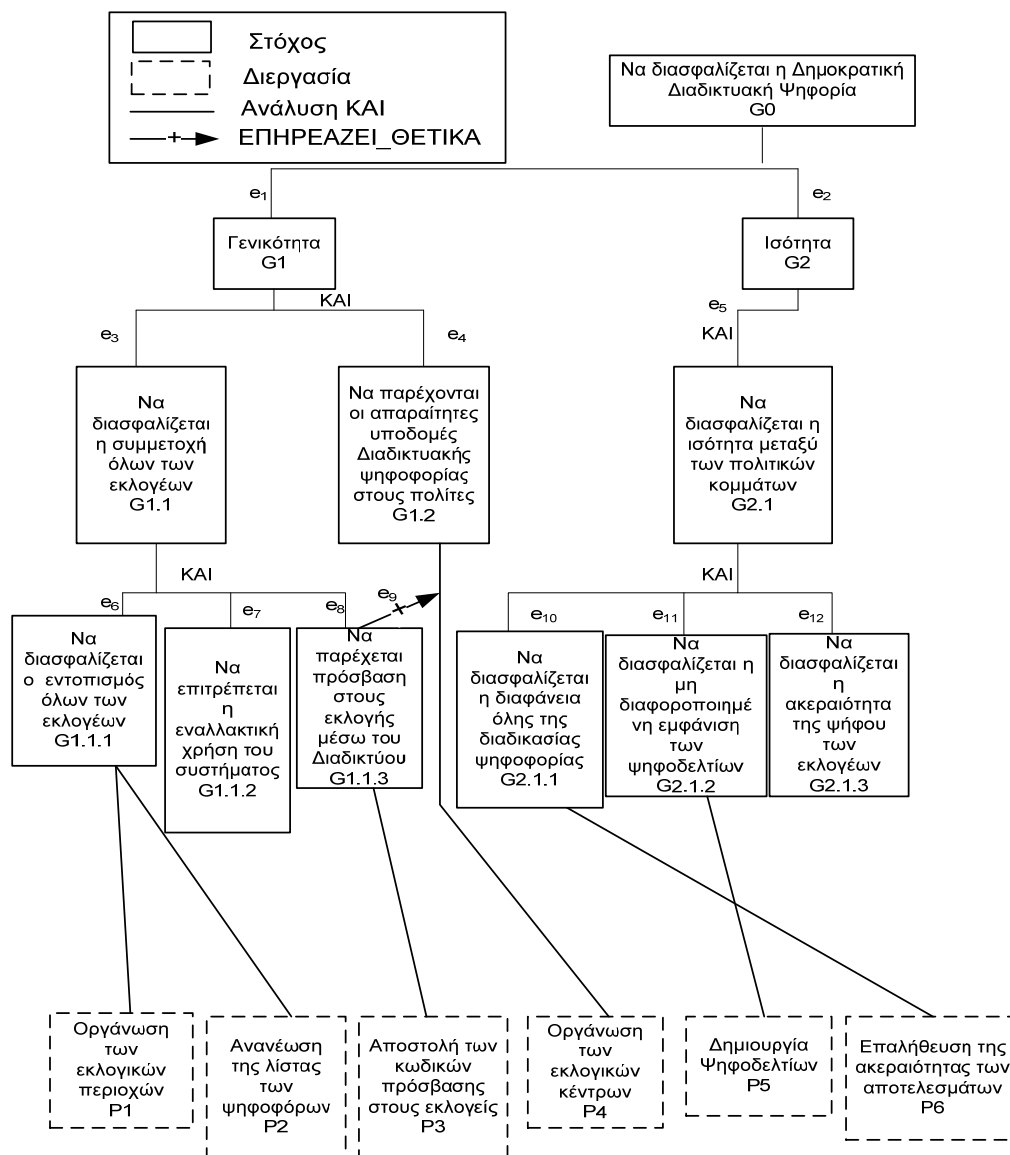 Στόχος
Διεργασία
Ανάλυση ΚΑΙ
ΕΠΗΡΕΑΖΕΙ_ΘΕΤΙΚΑ
Να διασφαλίζεται η Δημοκρατική
Διαδικτυακή Ψηφορία
G0
e1
e2
Γενικότητα
G1
Ισότητα
G2
ΚΑΙ
e5
e3
e4
ΚΑΙ
Να
διασφαλίζεται
η συμμετοχή
όλων των
εκλογέων
G1.1
Να παρέχονται
οι απαραίτητες
υποδομές
Διαδικτυακής
ψηφοφορίας
στους πολίτες
G1.2
Να
διασφαλίζεται η
ισότητα μεταξύ
των πολιτικών
κομμάτων
G2.1
ΚΑΙ
ΚΑΙ
e6
e7
e8
e9
e10
e11
e12
Να
διασφαλίζεται
ο εντοπισμός
όλων των
εκλογέων
G1.1.1
Να
επιτρέπεται
η
εναλλακτική
χρήση του
συστήματος
G1.1.2
Να
παρέχεται
πρόσβαση
στους
εκλογής
μέσω του
Διαδικτύου
G1.1.3
Να
διασφαλίζεται
η διαφάνεια
όλης της
διαδικασίας
ψηφοφορίας
G2.1.1
Να
διασφαλίζεται η
μη
διαφοροποιημέ
νη εμφάνιση
των
ψηφοδελτίων
G2.1.2
Να
διασφαλίζεται
η
ακεραιότητα
της ψήφου
των
εκλογέων
G2.1.3
Οργάνωση
των
εκλογικών
περιοχών
P1
Ανανέωση
της λίστας
των
ψηφοφόρων
P2
Αποστολή των
κωδικών
πρόσβασης
στους εκλογείς
P3
Οργάνωση
των
εκλογικών
κέντρων
P4
Δημιουργία
Ψηφοδελτίων
P5
Επαλήθευση της
ακεραιότητας των
αποτελεσμάτων
P6